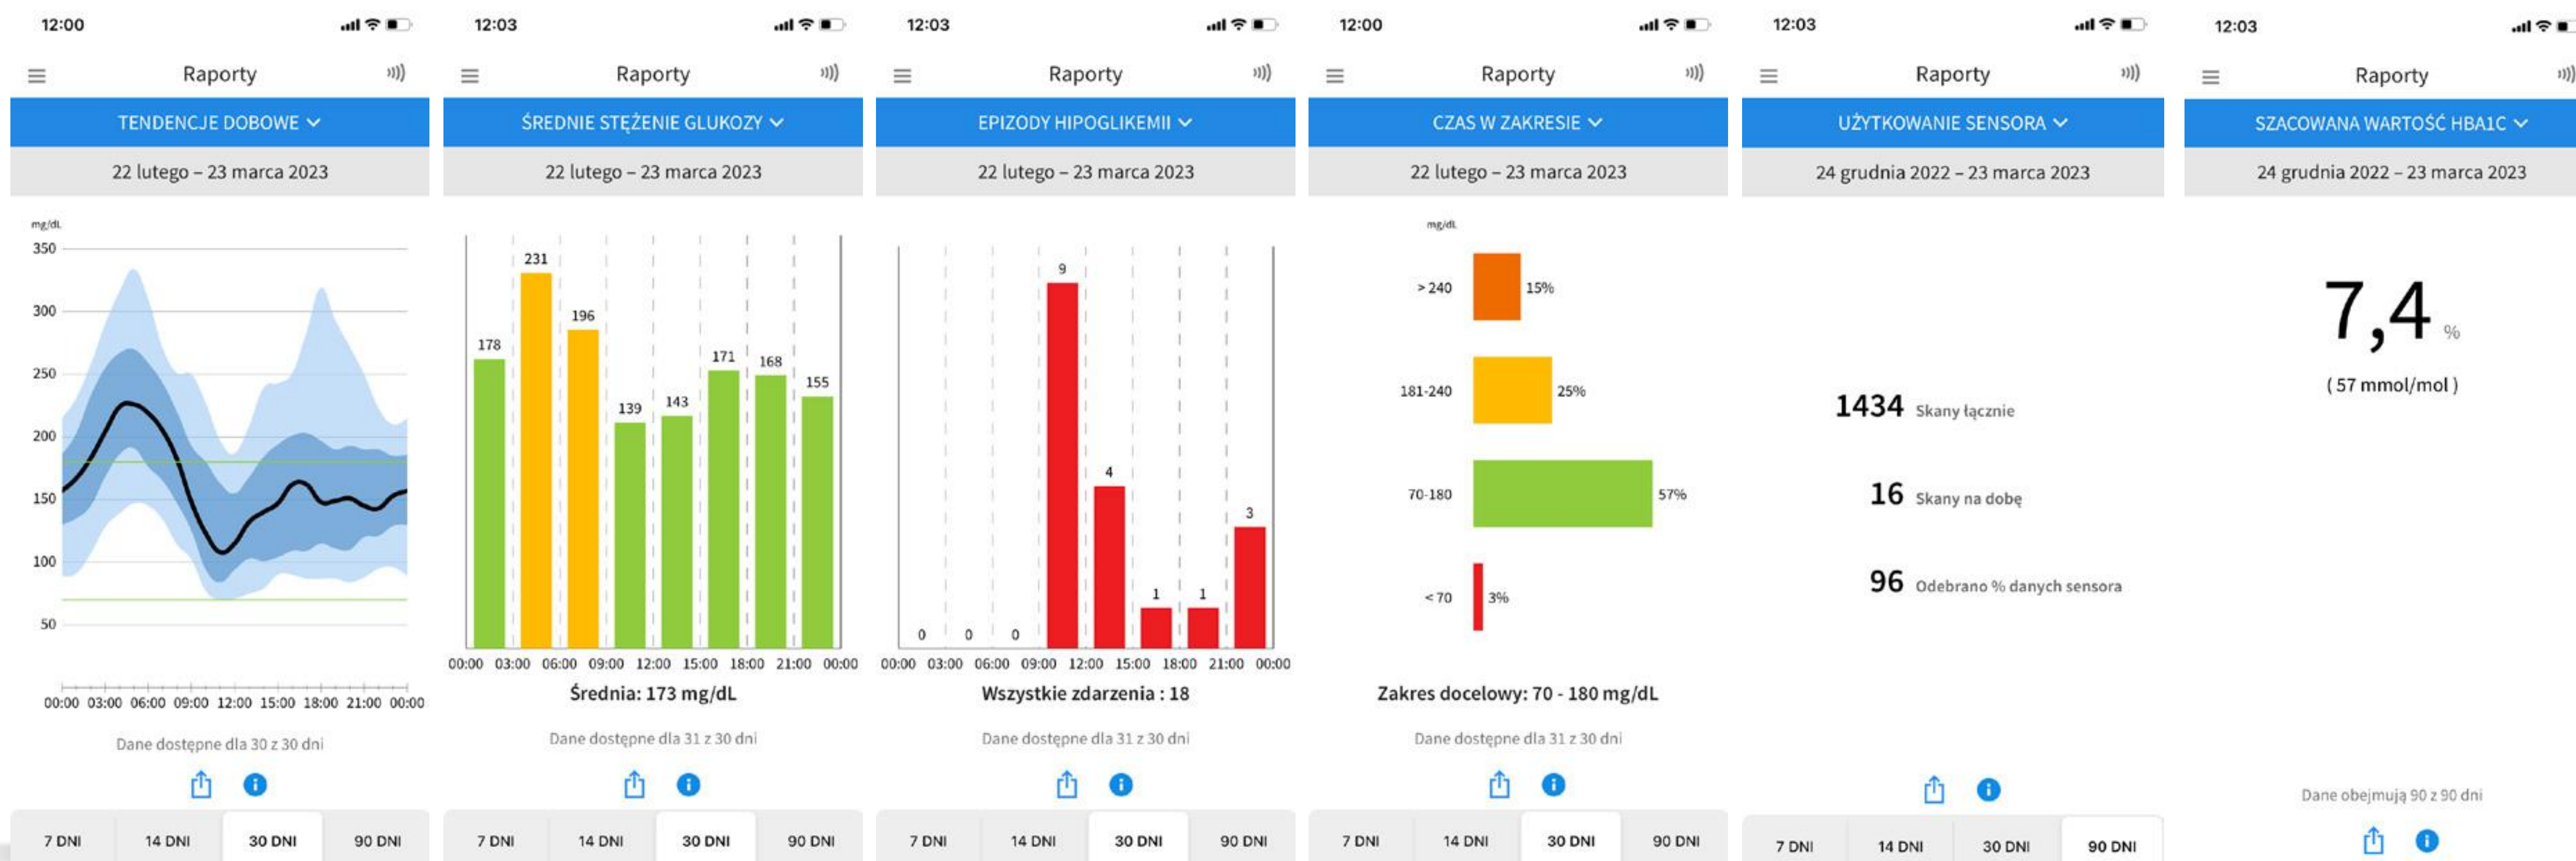 12:00
Raporty
TENDENCJE DOBOWE
22 lutego – 23 marca 2023
mg/dL
350
300
250
200
150
100
50
00:00 03:00 06:00 09:00 12:00 15:00 18:00 21:00 00:00
Dane dostępne dla 30 z 30 dni
7 DNI 14 DNI 30 DNI 90 DNI
12:03
Raporty
ŚREDNIE STĘŻENIE GLUKOZY
22 lutego – 23 marca 2023
178
231
196
139
143
171
168
155
00:00 03:00 06:00 09:00 12:00 15:00 18:00 21:00 00:00
Średnia: 173 mg/dL
Dane dostępne dla 31 z 30 dni
7 DNI 14 DNI 30 DNI 90 DNI
12:03
Raporty
EPIZODY HIPOGLIKEMII
22 lutego – 23 marca 2023
0
0
0
9
4
1
1
3
00:00 03:00 06:00 09:00 12:00 15:00 18:00 21:00 00:00
Wszystkie zdarzenia : 18
Dane dostępne dla 31 z 30 dni
7 DNI 14 DNI 30 DNI 90 DNI
12:00
Raporty
CZAS W ZAKRESIE
22 lutego – 23 marca 2023
mg/dL
> 240 15%
181-240 25%
70-180 57%
< 70 3%
Zakres docelowy: 70 - 180 mg/dL
Dane dostępne dla 31 z 30 dni
7 DNI 14 DNI 30 DNI 90 DNI
12:03
Raporty
UŻYTKOWANIE SENSORA
24 grudnia 2022 – 23 marca 2023
1434 Skany łącznie
16 Skany na dobę
96 Odebrano % danych sensora
7 DNI 14 DNI 30 DNI 90 DNI
12:03
Raporty
SZACOWANA WARTOŚĆ HBA1C
24 grudnia 2022 – 23 marca 2023
7,4 %
( 57 mmol/mol )
Dane obejmują 90 z 90 dni